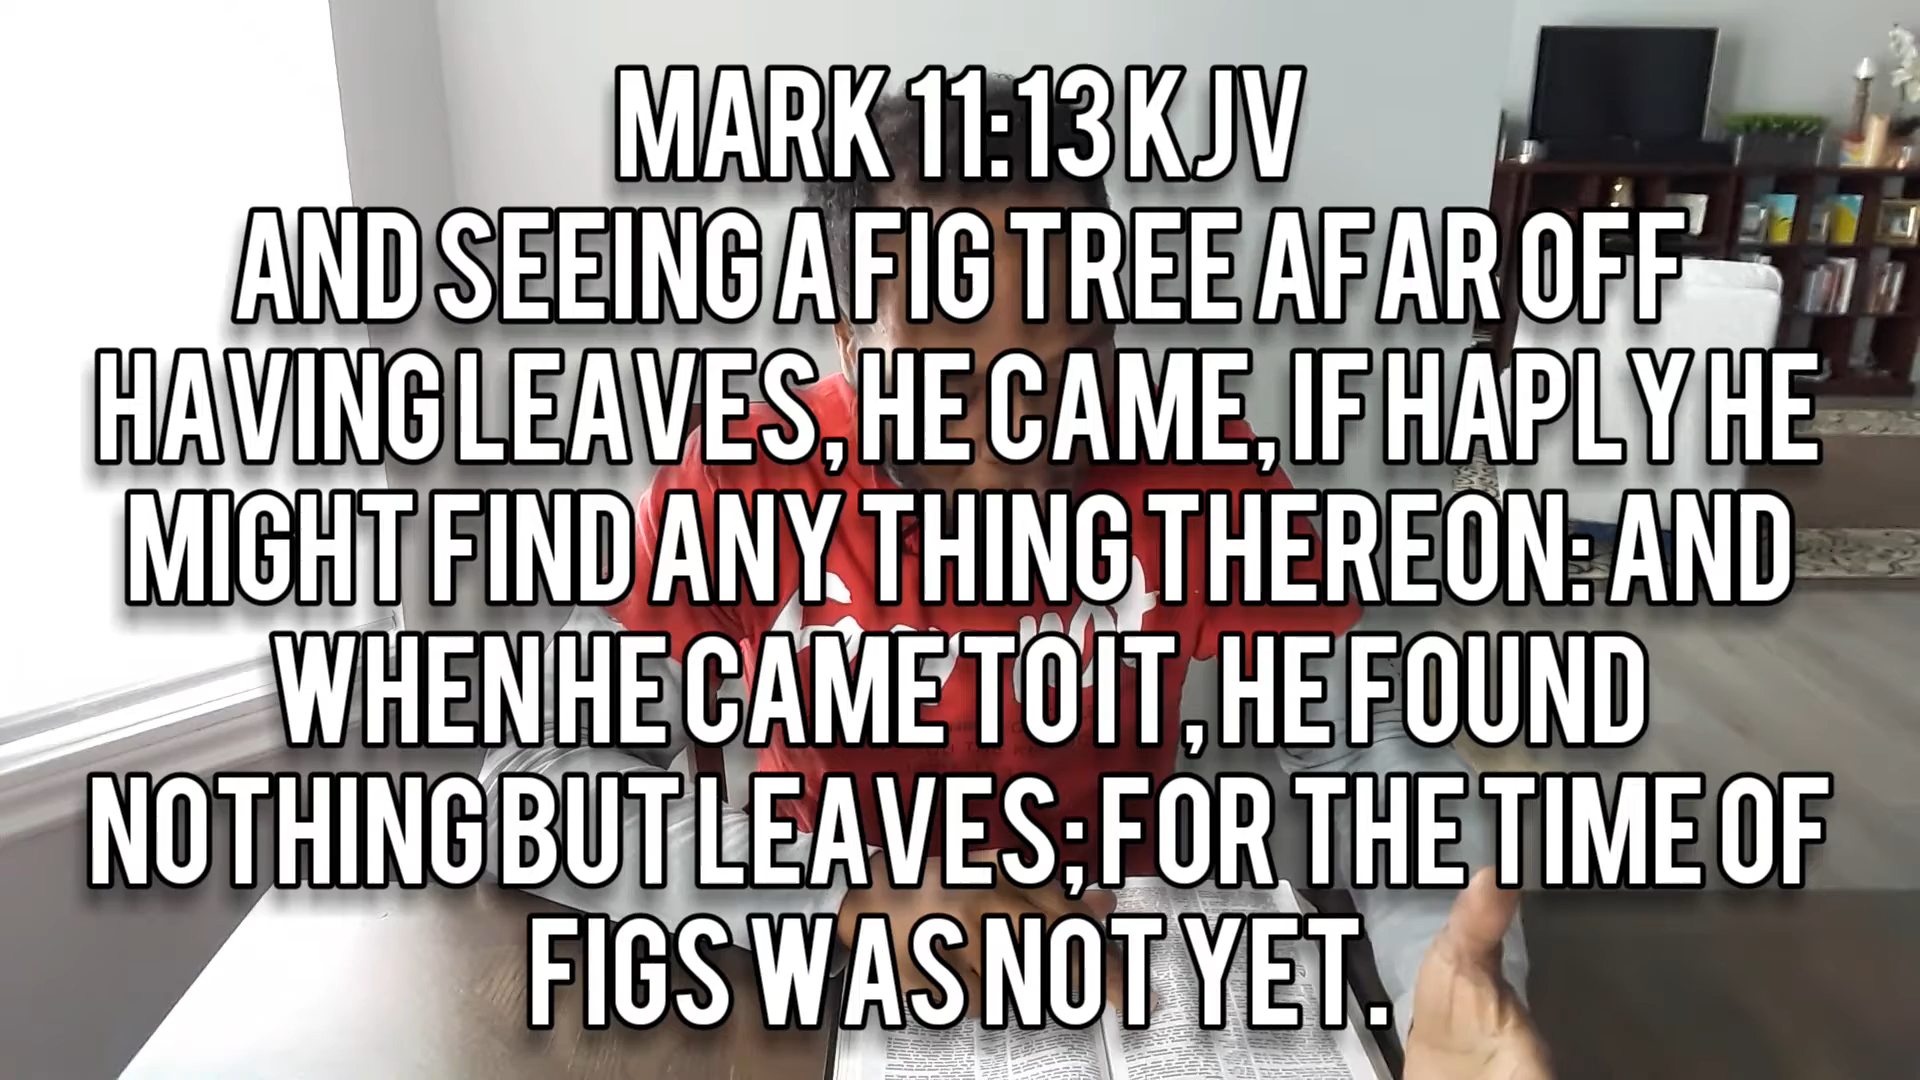 MARK 11:13 KJV
AND SEEING A FIG TREE AFAR OFF
HAVING LEAVES, HE CAME, IF HAPLY HE
MIGHT FIND ANY THING THEREON: AND
WHEN HE CAME TO IT, HE FOUND
NOTHING BUT LEAVES; FOR THE TIME OF
FIGS WAS NOT YET.